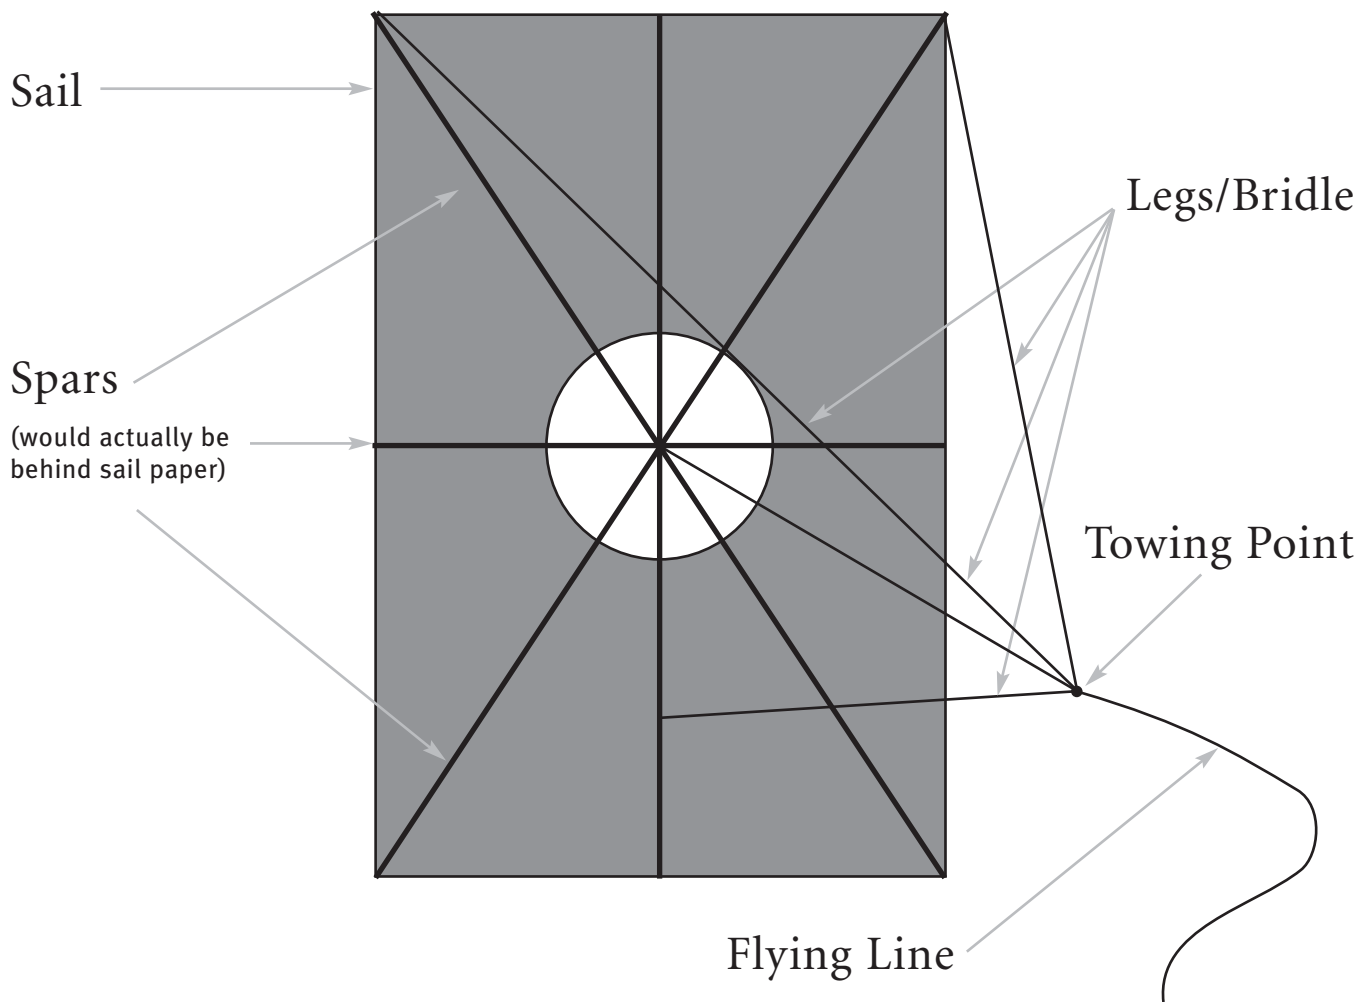 Sail
Legs/Bridle
Spars
(would actually be
behind sail paper)
Towing Point
Flying Line